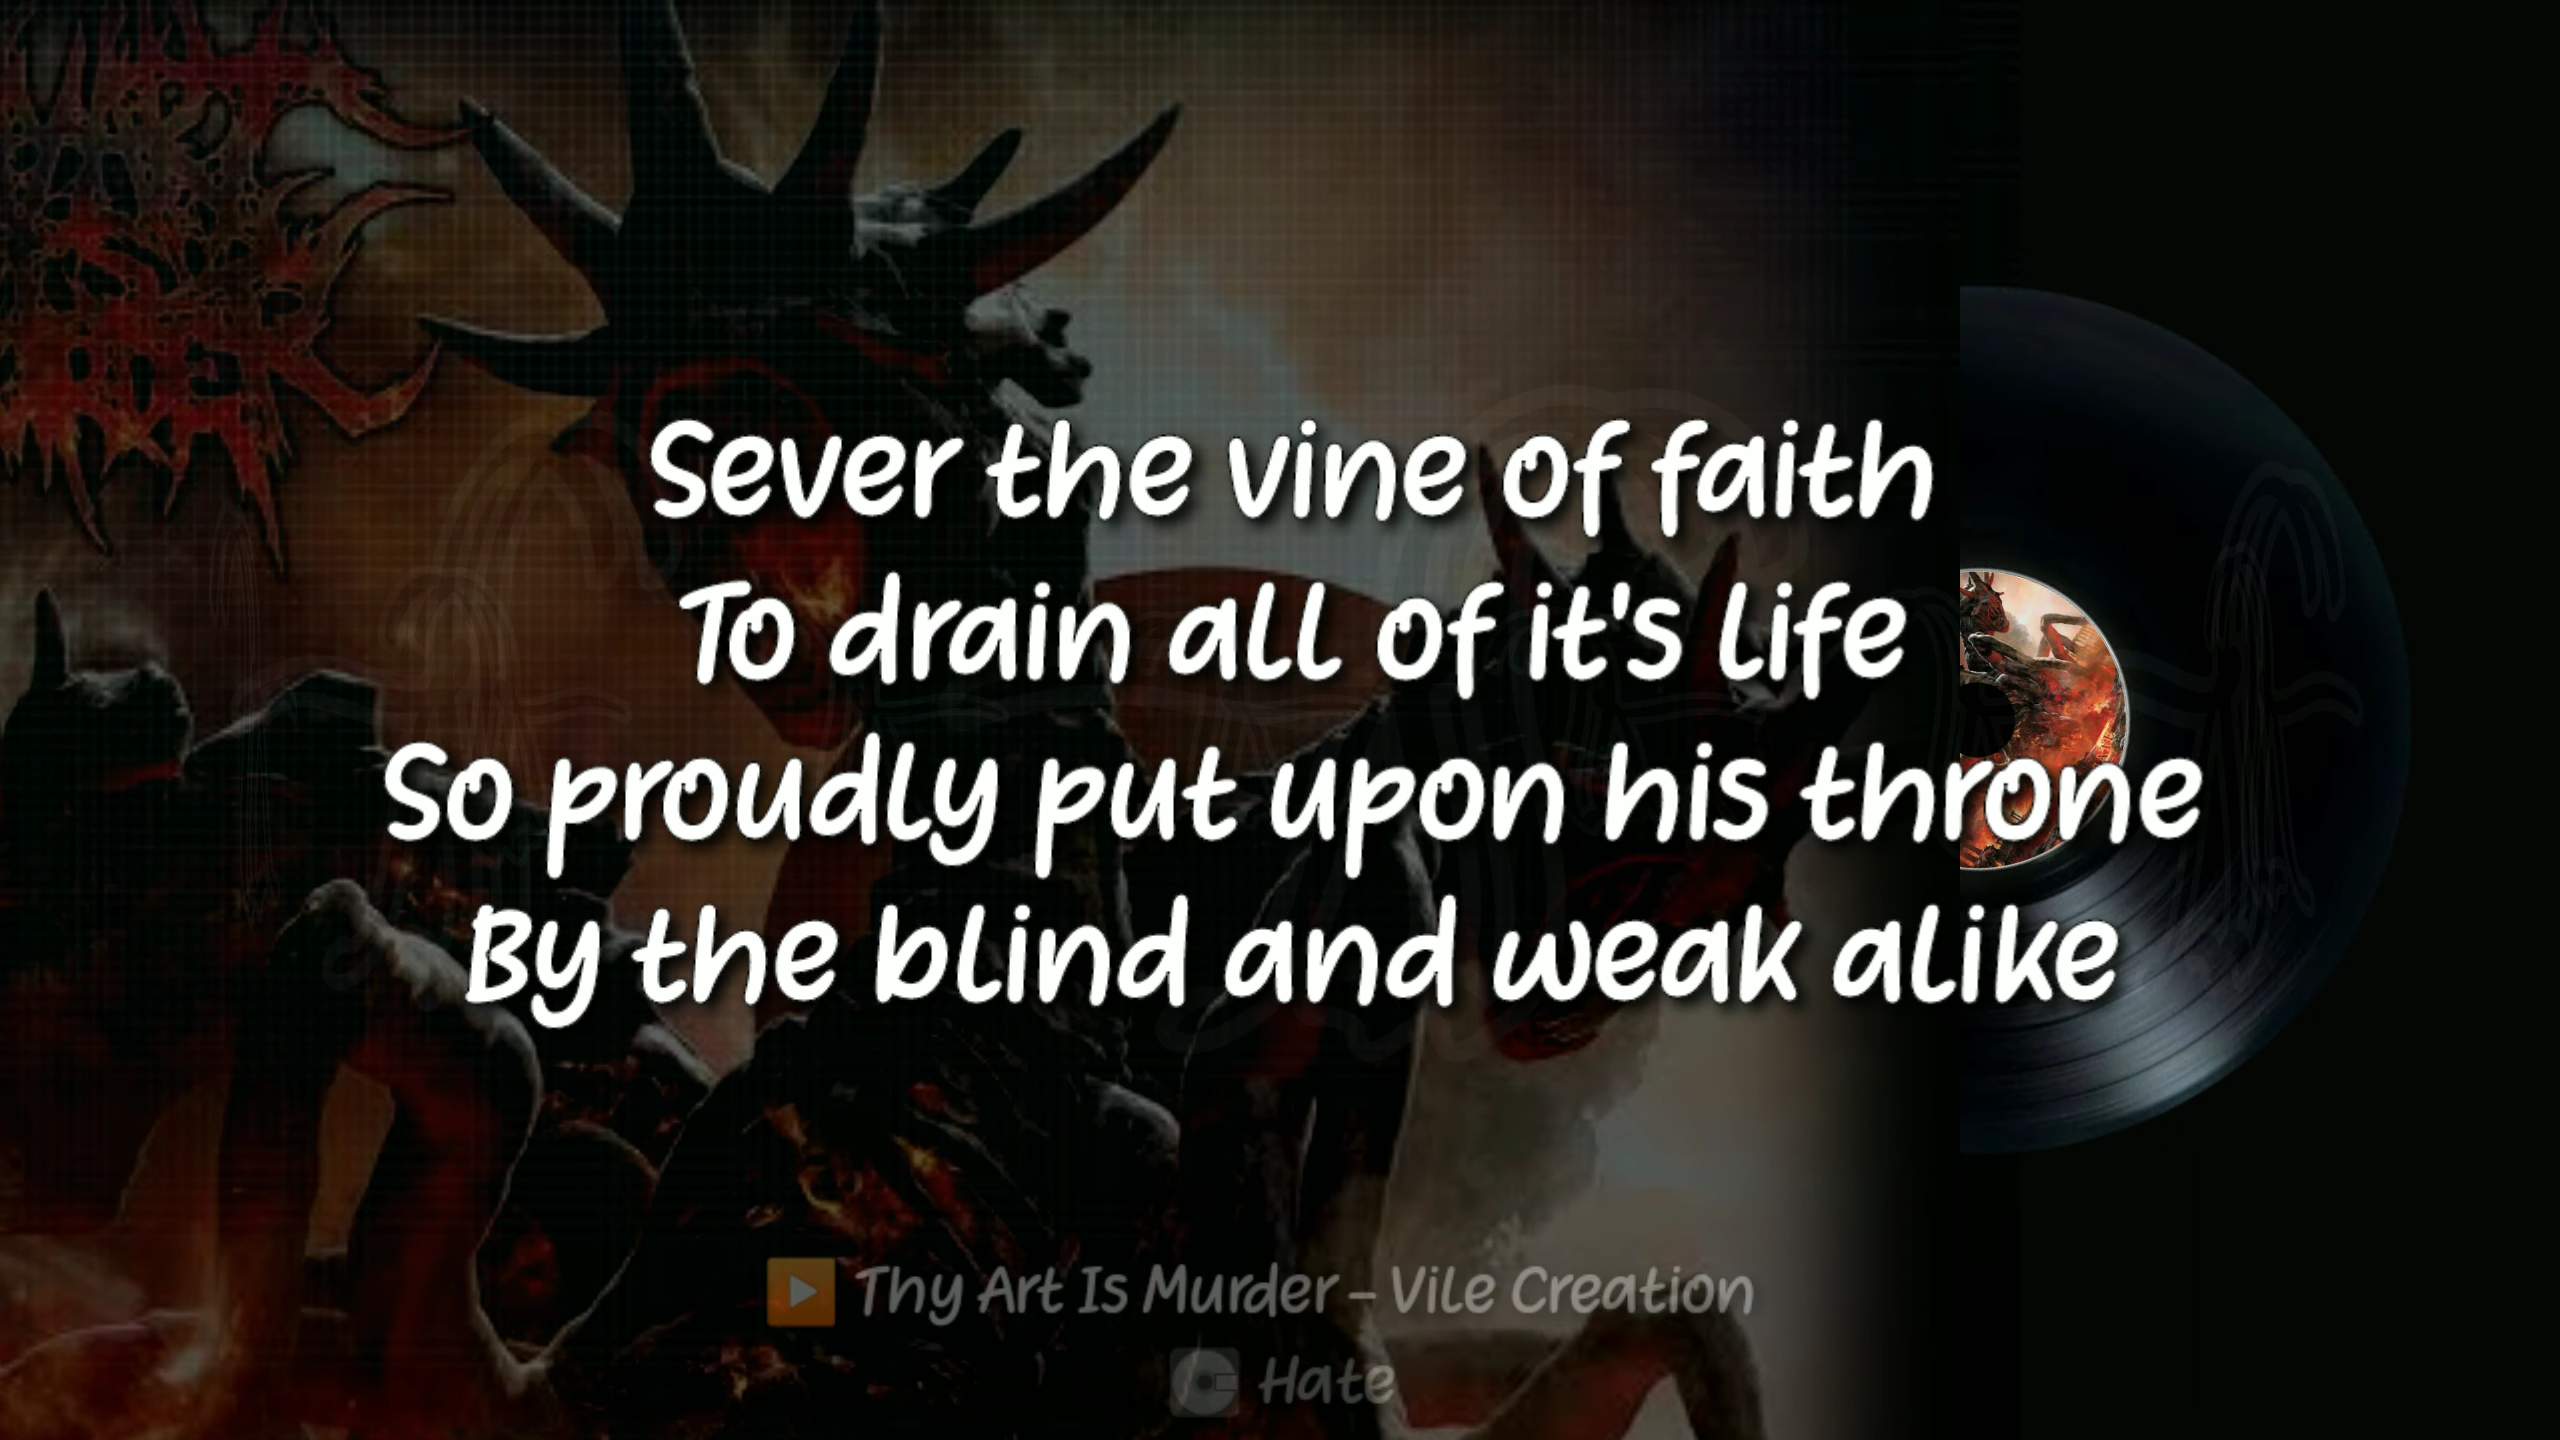 Sever the vine of faith
To drain all of it's life
So proudly put upon his throne
By the blind and weak alike
Thy Art Is Murder - Vile Creation
Hate